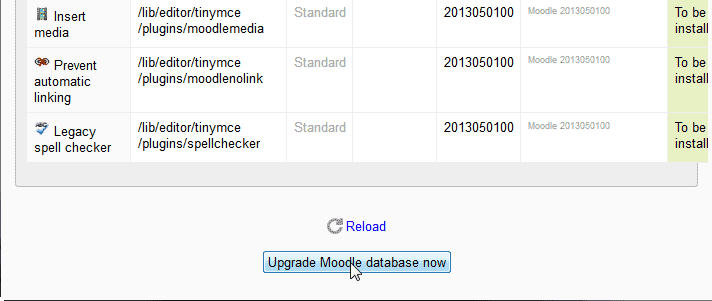 Insert media
/lib/editor/tinymce
/plugins/moodlemedia
Standard
2013050100
Moodle 2013050100
To be
install
Prevent
automatic
linking
/lib/editor/tinymce
/plugins/moodlenolink
Standard
2013050100
Moodle 2013050100
To be
install
Legacy
spell checker
/lib/editor/tinymce
/plugins/spellchecker
Standard
2013050100
Moodle 2013050100
To be
install
Reload
Upgrade Moodle database now